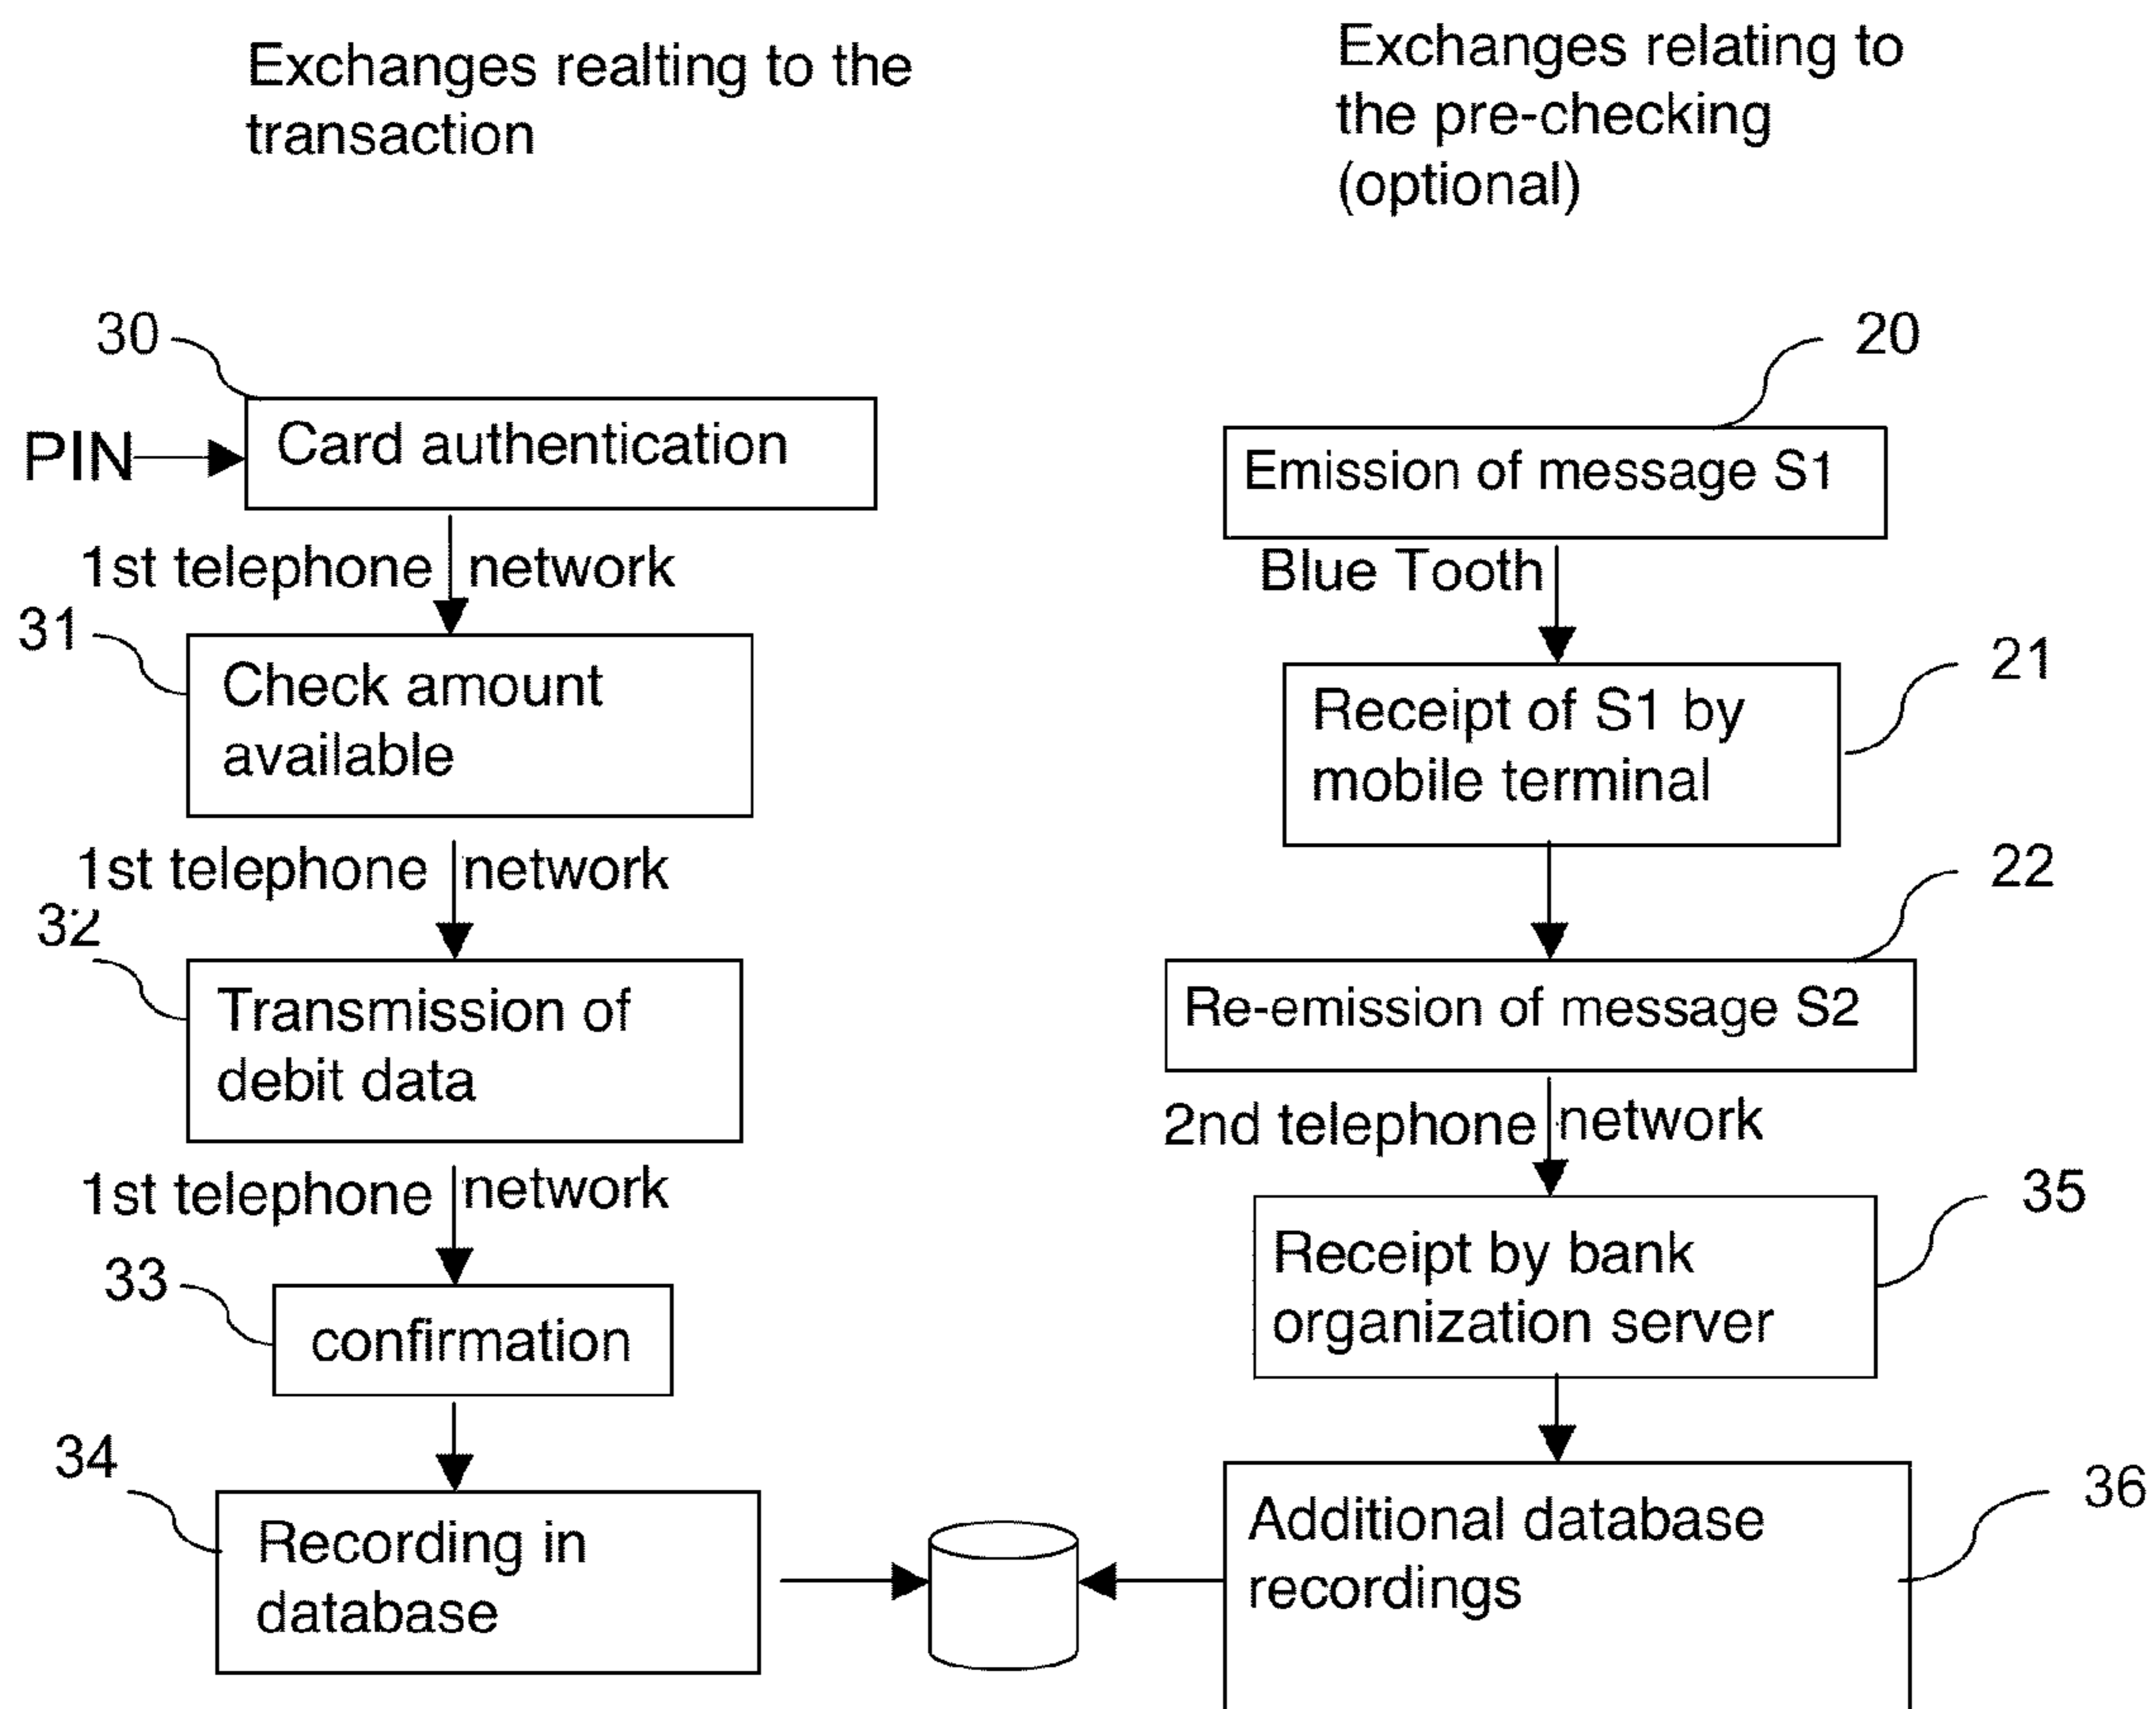 Exchanges realting to the
transaction
30
PIN
Card authentication
1st telephone network
31
Check amount
available
1st telephone network
32
Transmission of
debit data
1st telephone network
33
confirmation
34
Recording in
database
Exchanges relating to
the pre-checking
(optional)
20
Emission of message S1
Blue Tooth
21
Receipt of S1 by
mobile terminal
22
Re-emission of message S2
2nd telephone network
35
Receipt by bank
organization server
36
Additional database
recordings